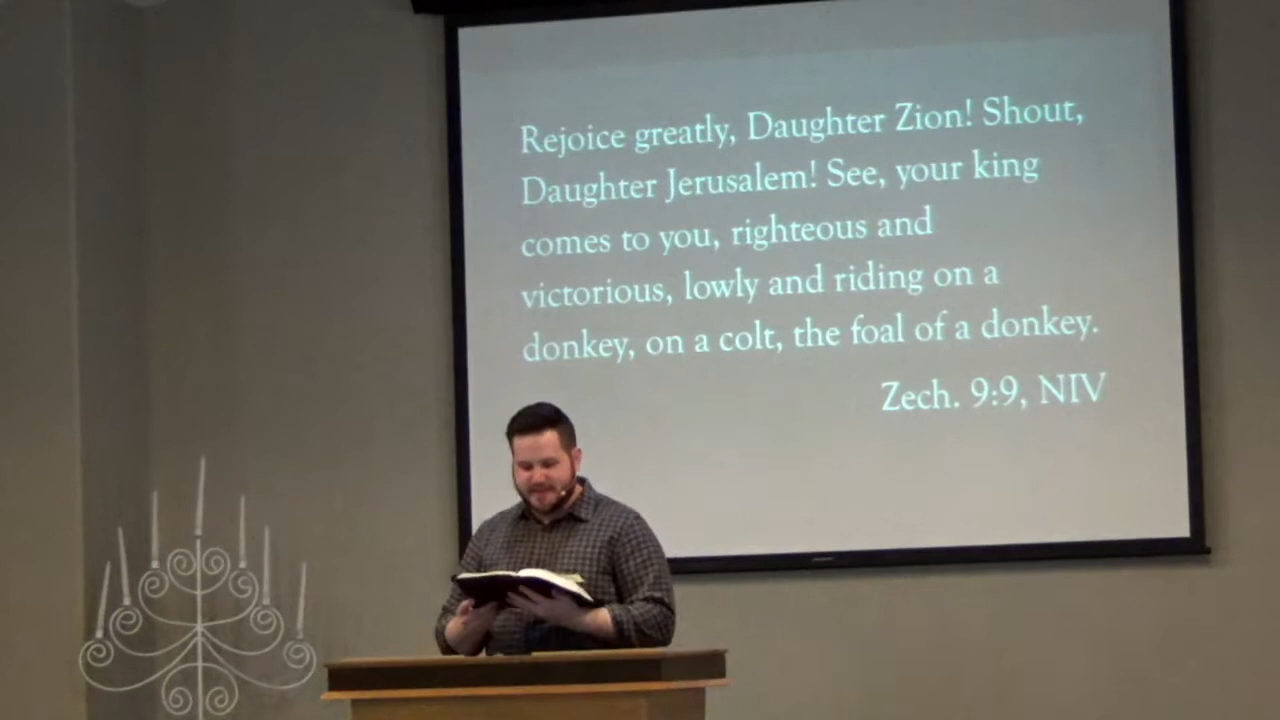 Rejoice greatly, Daughter Zion! Shout,
Daughter Jerusalem! See, your king
comes to you, righteous and
victorious, lowly and riding on a
donkey, on a colt, the foal of a donkey.
Zech. 9:9, NIV